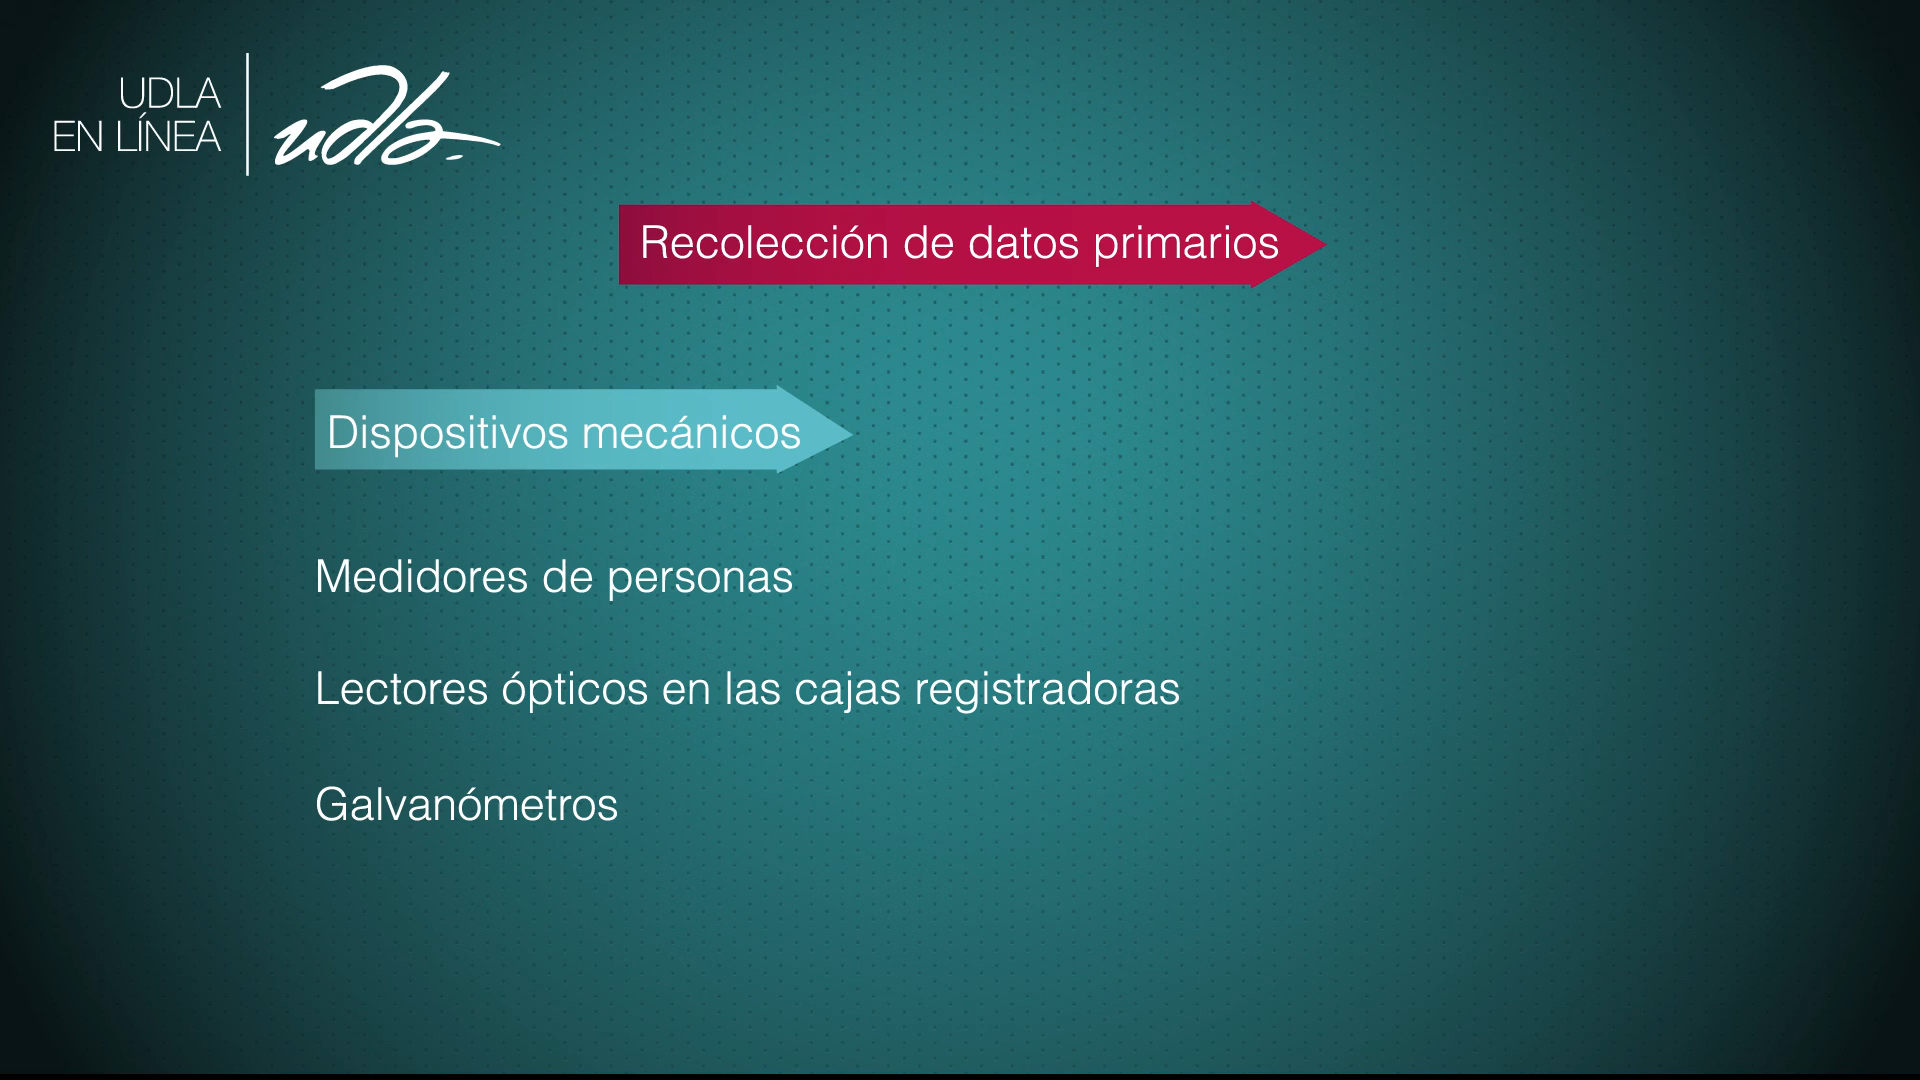 UDLA
EN LÍNEA
udla-
Recolección de datos primarios
Dispositivos mecánicos
Medidores de personas
Lectores ópticos en las cajas registradoras
Galvanómetros